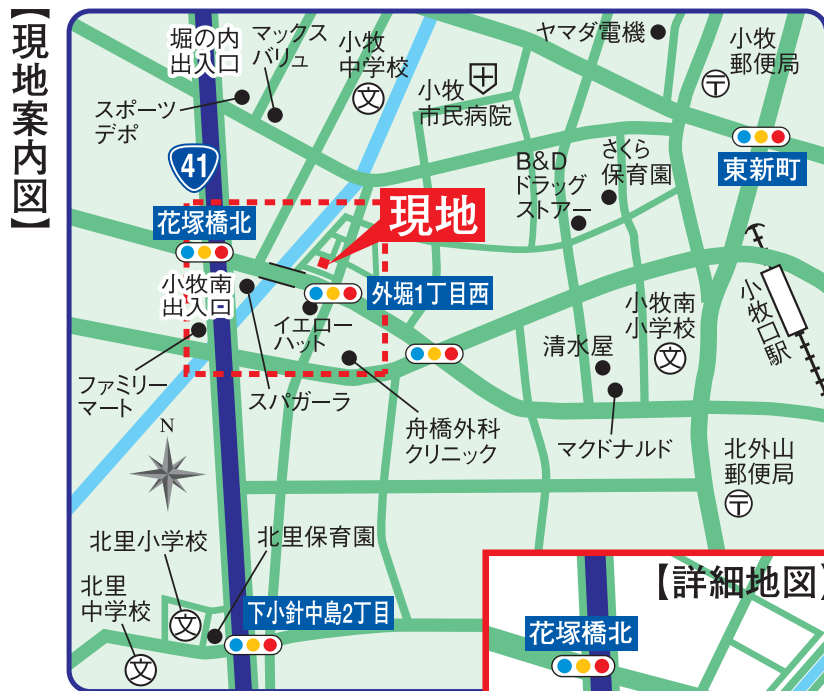 【現地案内図】
堀の内
出入口
マックス
バリュ
小牧
中学校
文
ヤマダ電機
小牧
郵便局
〒
スポーツ
デポ
小牧
市民病院
41
B&D
ドラッグ
ストアー
さくら
保育園
東新町
花塚橋北
現地
小牧南
出入口
外堀1丁目西
イエロー
ハット
小牧南
小学校
文
小牧口駅
清水屋
ファミリー
マート
スパガーラ
舟橋外科
クリニック
マクドナルド
N
北外山
郵便局
〒
北里小学校
文
北里保育園
北里
中学校
文
下小針中島2丁目
【詳細地図】
花塚橋北